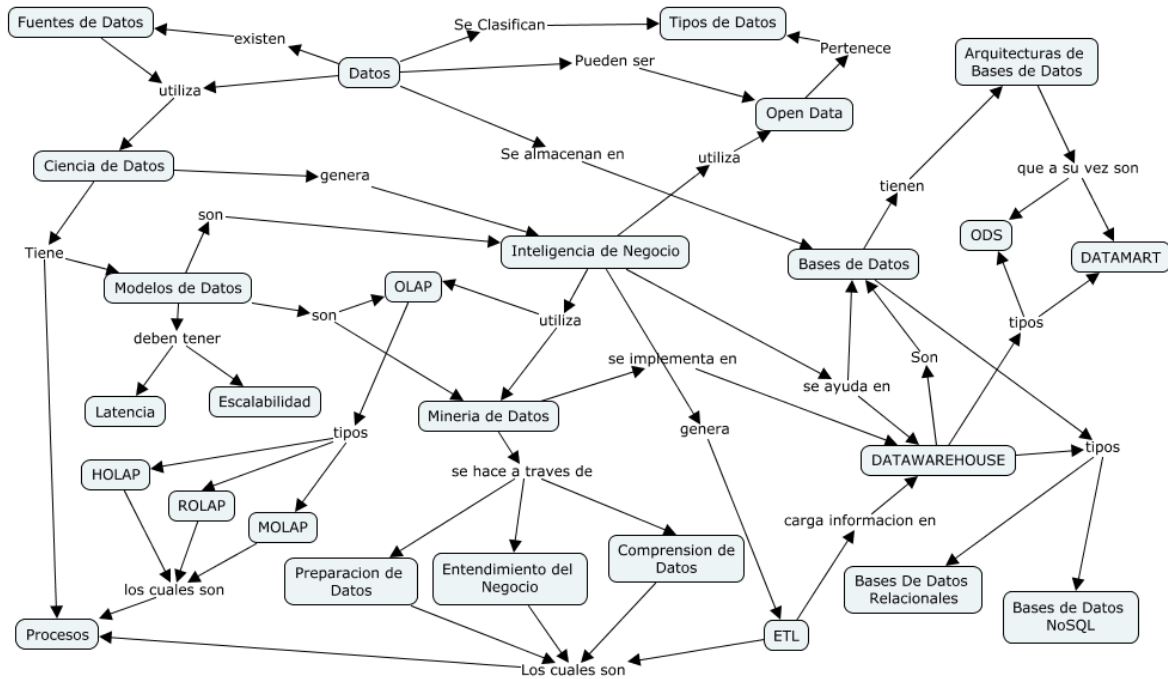 Fuentes de Datos
Se Clasifican
Tipos de Datos
existen
Pertenece
Arquitecturas de
Bases de Datos
Datos
Pueden ser
utiliza
Open Data
Se almacenan en
utiliza
Ciencia de Datos
genera
que a su vez son
tienen
son
ODS
Tiene
Inteligencia de Negocio
Bases de Datos
DATAMART
Modelos de Datos
OLAP
son
utiliza
tipos
deben tener
se implementa en
Son
se ayuda en
Latencia
Escalabilidad
Mineria de Datos
tipos
genera
tipos
HOLAP
se hace a traves de
DATAWAREHOUSE
ROLAP
MOLAP
carga informacion en
Comprension de
Datos
Preparacion de
Datos
Entendimiento del
Negocio
los cuales son
Bases De Datos
Relacionales
Bases de Datos
NoSQL
Procesos
ETL
Los cuales son